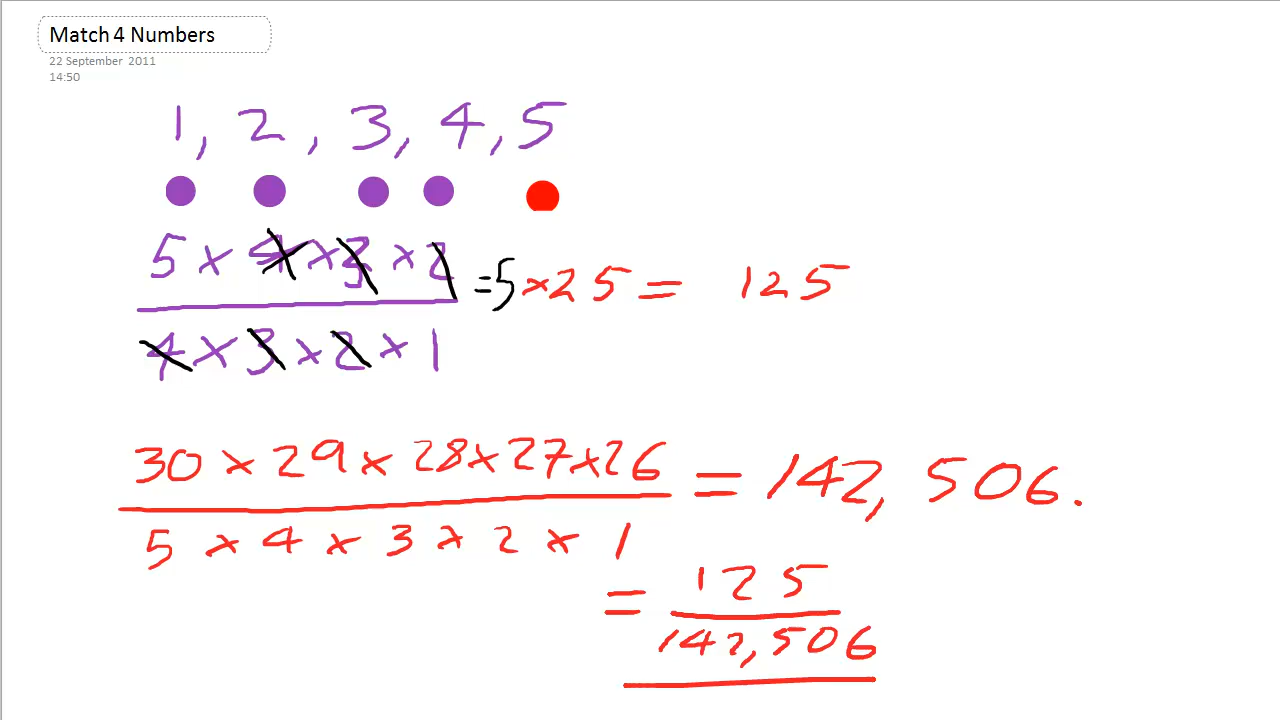 Match 4 Numbers
22 September 2011
14:50
1, 2, 3, 4, 5
5 × 4 × 3 × 2
=5 × 25 = 125
4 × 3 × 2 × 1
30 × 29 × 28 × 27 × 26
= 142, 506.
5 × 4 × 3 × 2 × 1
= 125
142,506